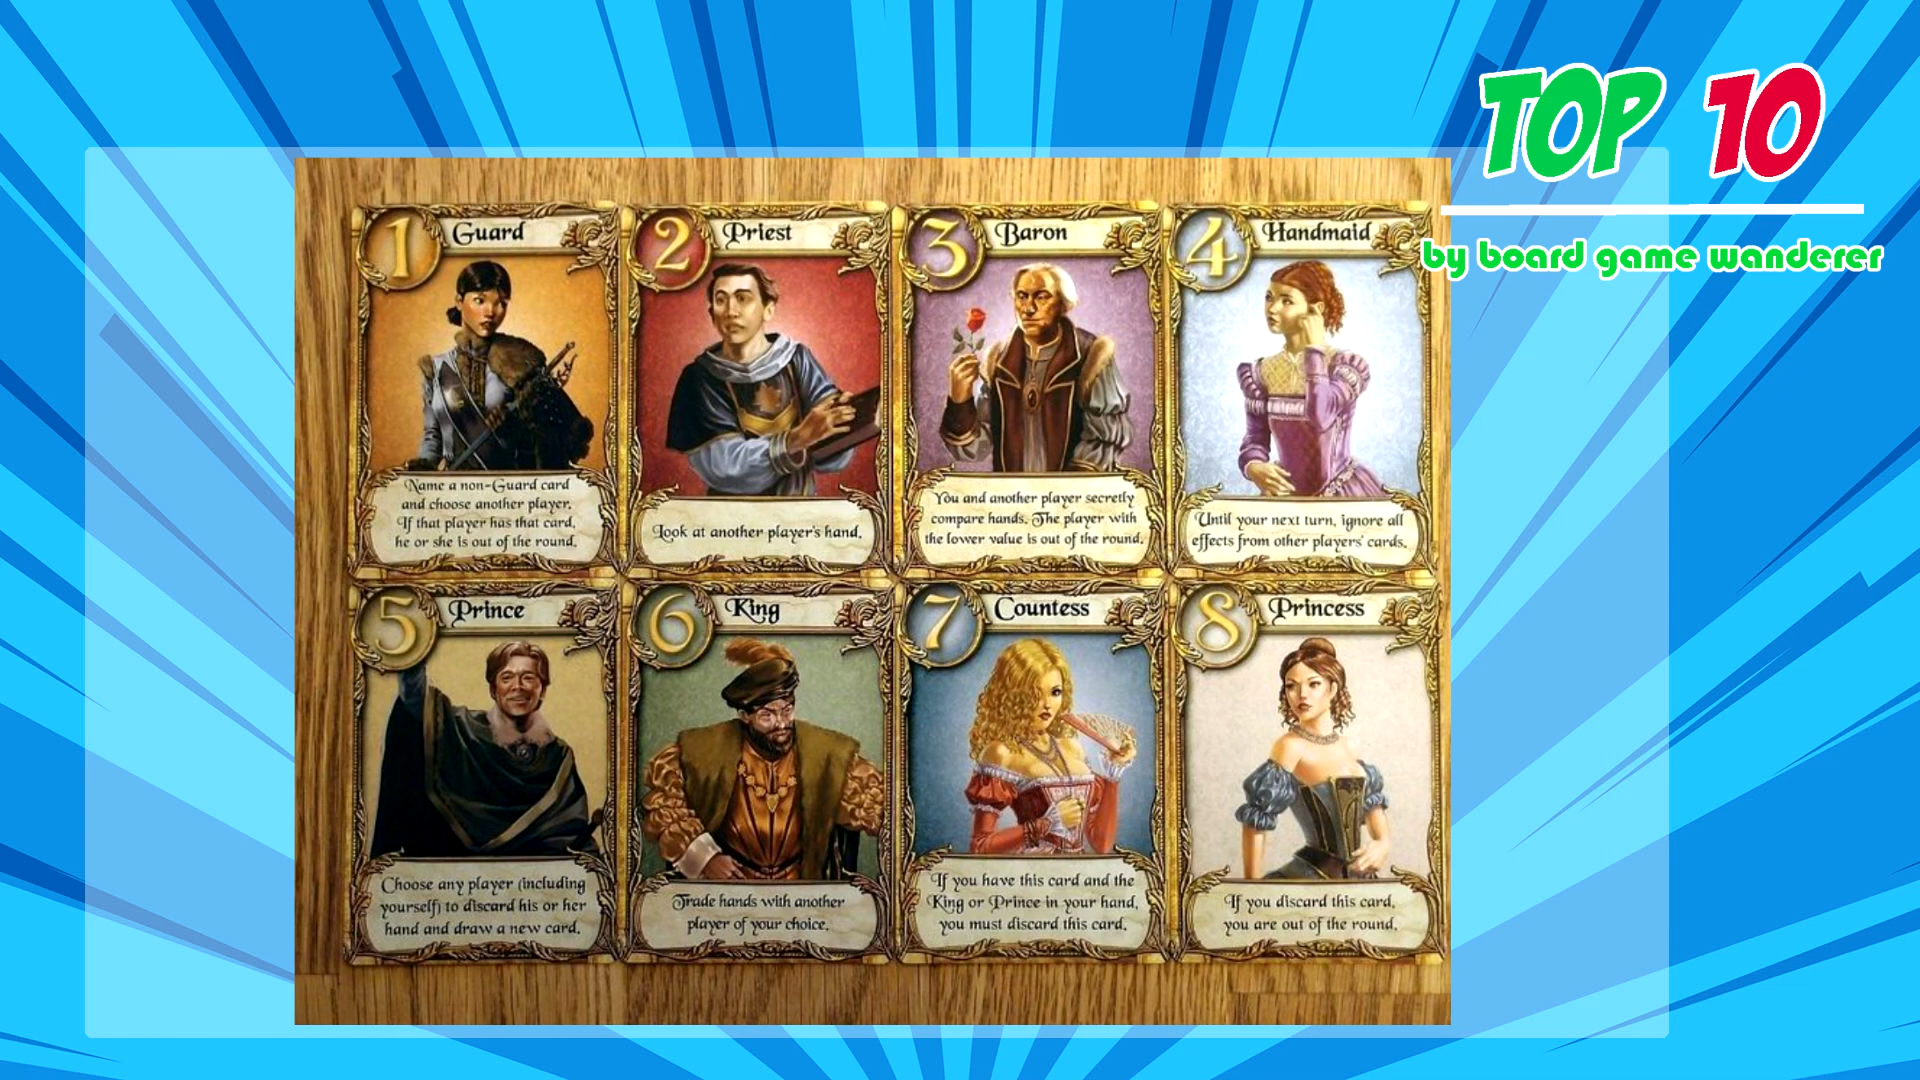 TOP 10
by board game wanderer
1 Guard
Name a non-Guard card
and choose another player.
If that player has that card,
he or she is out of the round.
2 Priest
Look at another player's hand.
3 Baron
You and another player secretly
compare hands. The player with
the lower value is out of the round.
4 Handmaid
Until your next turn, ignore all
effects from other players' cards.
5 Prince
Choose any player (including
yourself) to discard his or her
hand and draw a new card.
6 King
Trade hands with another
player of your choice.
7 Countess
If you have this card and the
King or Prince in your hand,
you must discard this card.
8 Princess
If you discard this card,
you are out of the round.